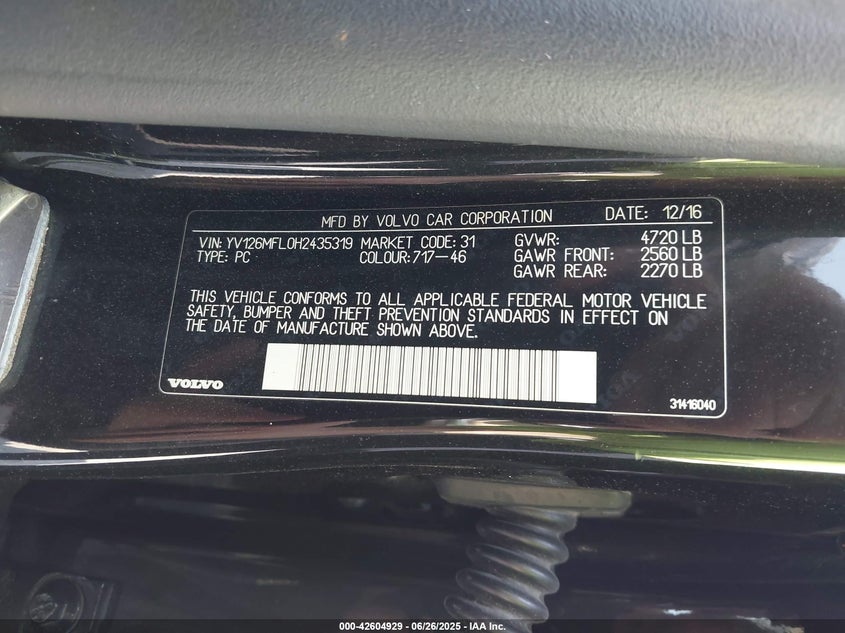 MFD BY VOLVO CAR CORPORATION DATE: 12/16
VIN: YV126MFL0H2435319 MARKET CODE: 31 GVWR: 4720 LB
TYPE: PC COLOUR: 717-46 GAWR FRONT: 2560 LB
GAWR REAR: 2270 LB
THIS VEHICLE CONFORMS TO ALL APPLICABLE FEDERAL MOTOR VEHICLE
SAFETY, BUMPER AND THEFT PREVENTION STANDARDS IN EFFECT ON
THE DATE OF MANUFACTURE SHOWN ABOVE.
VOLVO
31416040
000-42604929 · 06/26/2025 · IAA Inc.